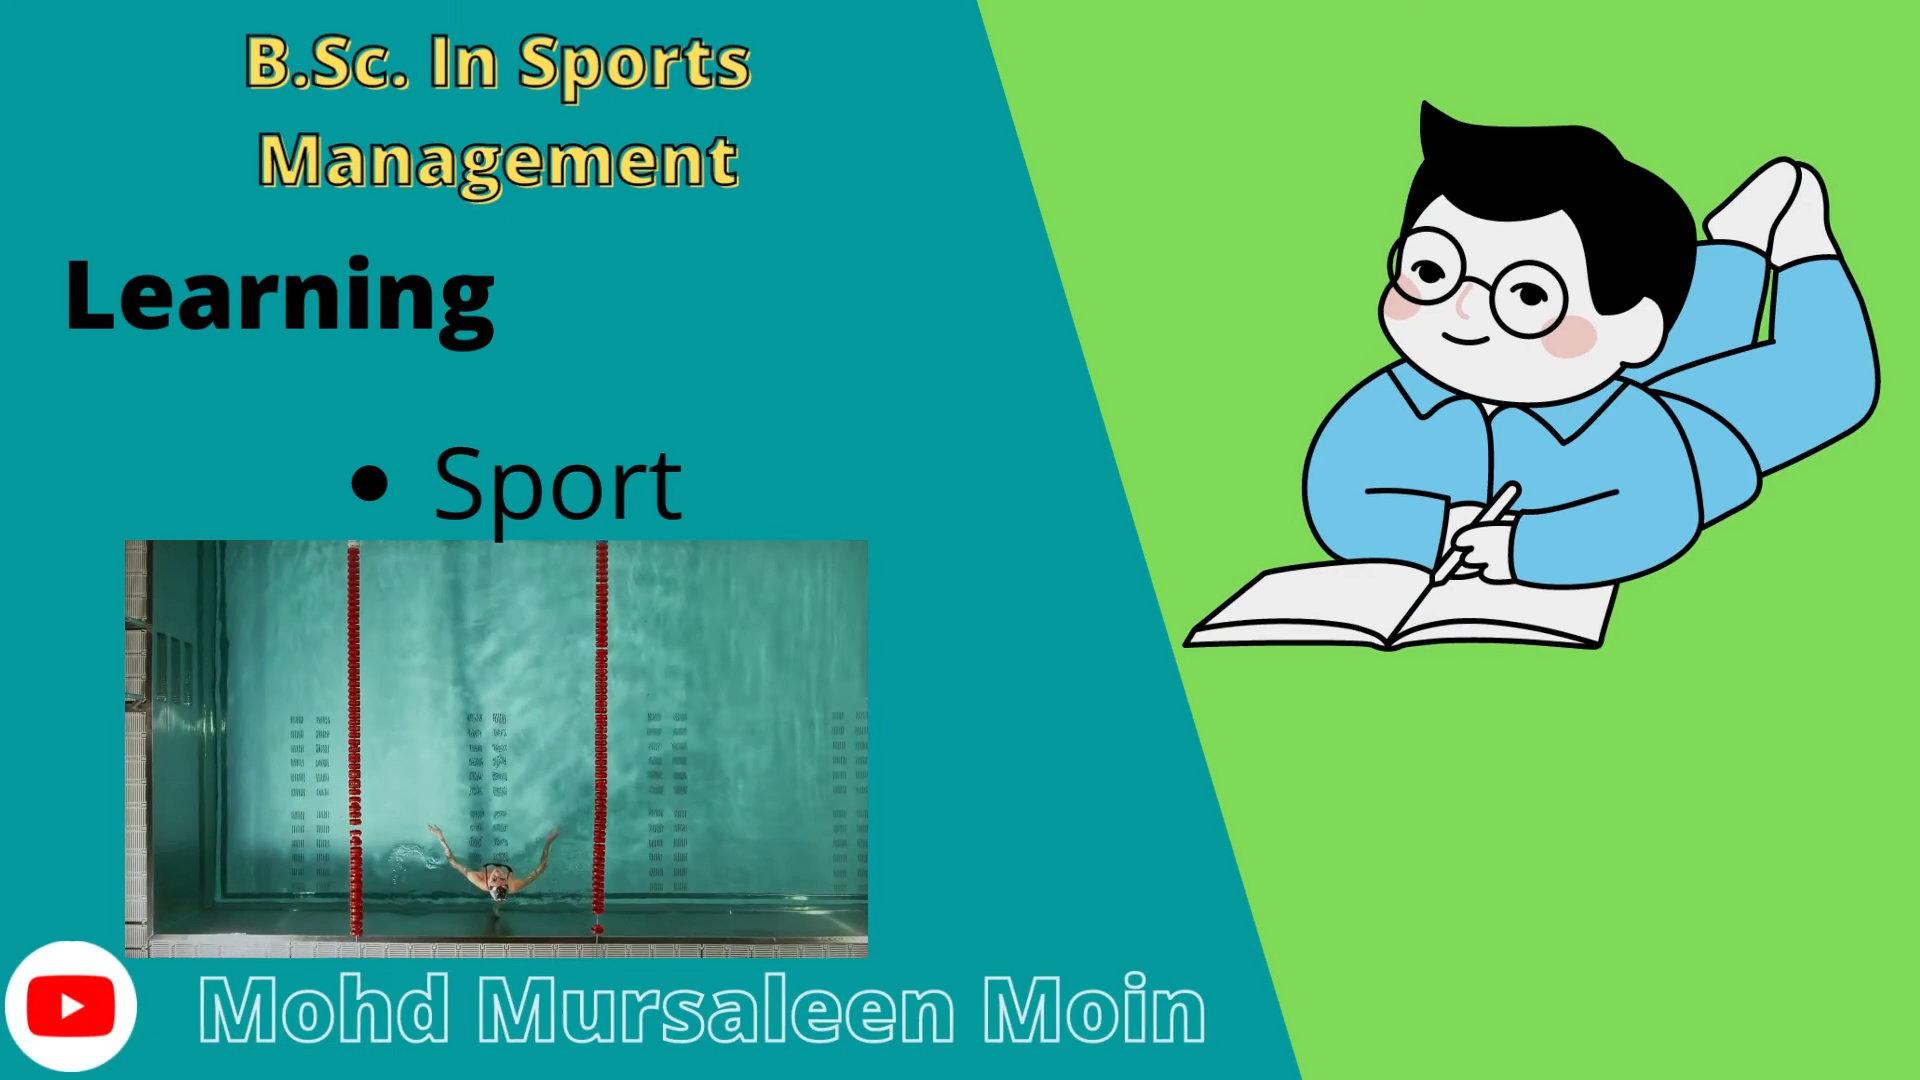 B.Sc. In Sports
Management
Learning
• Sport
Mohd Mursaleen Moin